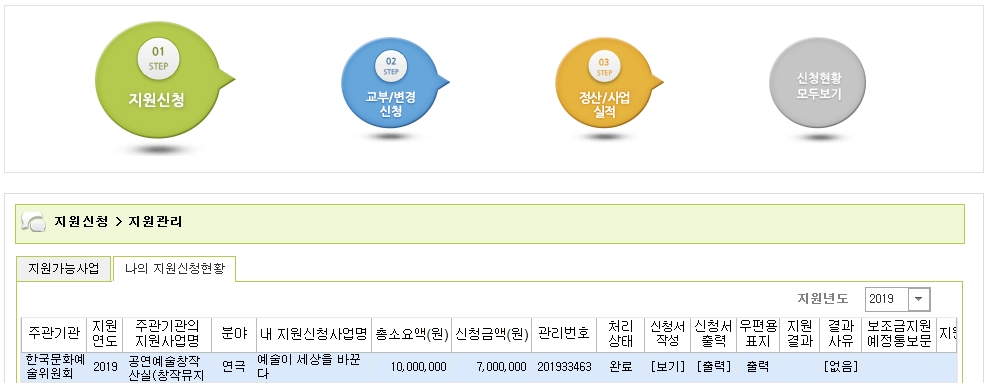 01
STEP
지원신청
02
STEP
교부/변경
신청
03
STEP
정산/사업
실적
신청현황
모두보기
지원신청 > 지원관리
지원가능사업 나의 지원신청현황
지원년도 2019
주관기관 지원 연도 주관기관의 지원사업명 분야 내 지원신청사업명 총소요액(원) 신청금액(원) 관리번호 처리 상태 신청서 작성 신청서 출력 우편용 표지 지원 결과 결과 사유 보조금지원 예정통보문
한국문화예술위원회 2019 공연예술창작산실(창작뮤지 연극 예술이 세상을 바꾼다 10,000,000 7,000,000 201933463 완료 [보기] [출력] 출력 [없음]